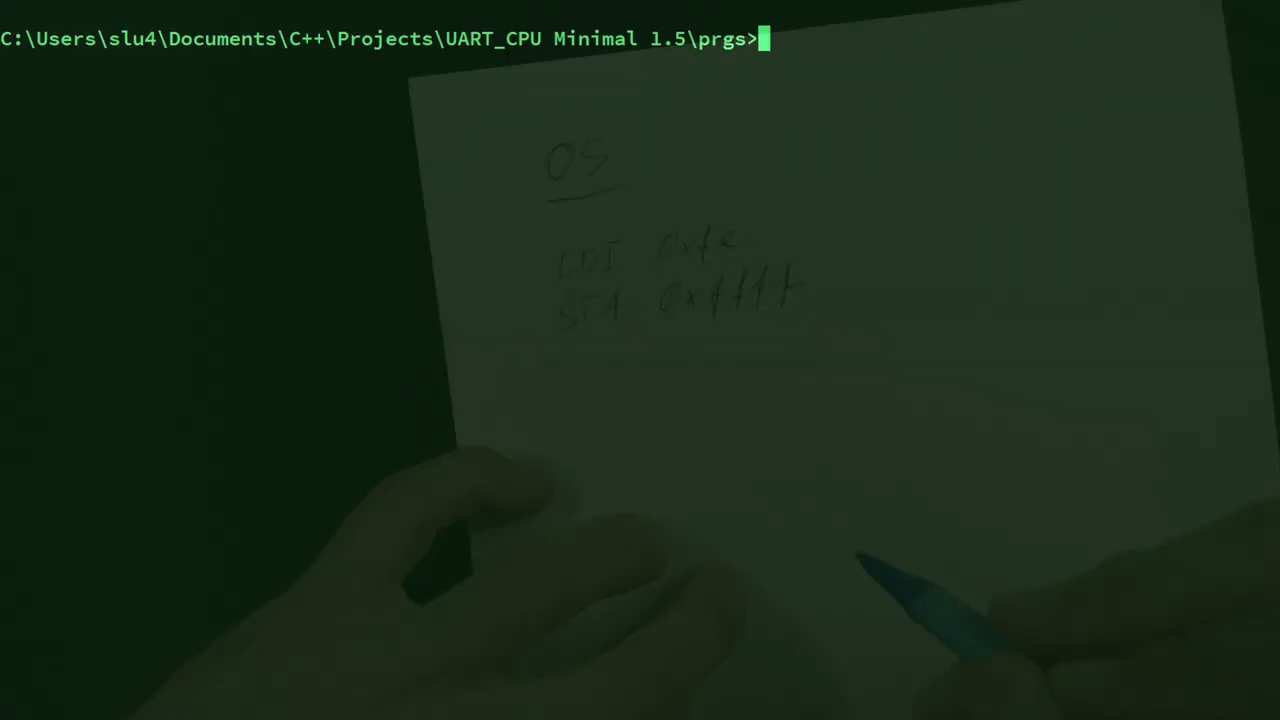 C:\Users\slu4\Documents\C++\Projects\UART_CPU Minimal 1.5\prgs>
OS
LDI 0xfe
STA 0xffff